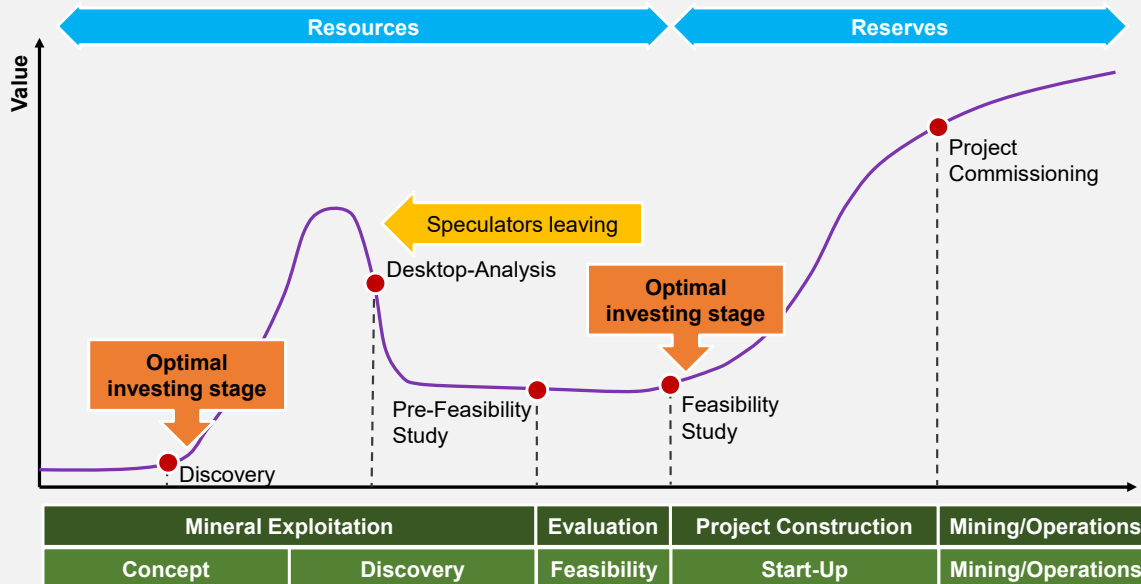 Resources
Reserves
Value
Speculators leaving
Project
Commissioning
Desktop-Analysis
Optimal
investing stage
Optimal
investing stage
Pre-Feasibility
Study
Feasibility
Study
Discovery
Mineral Exploitation
Evaluation
Project Construction
Mining/Operations
Concept
Discovery
Feasibility
Start-Up
Mining/Operations